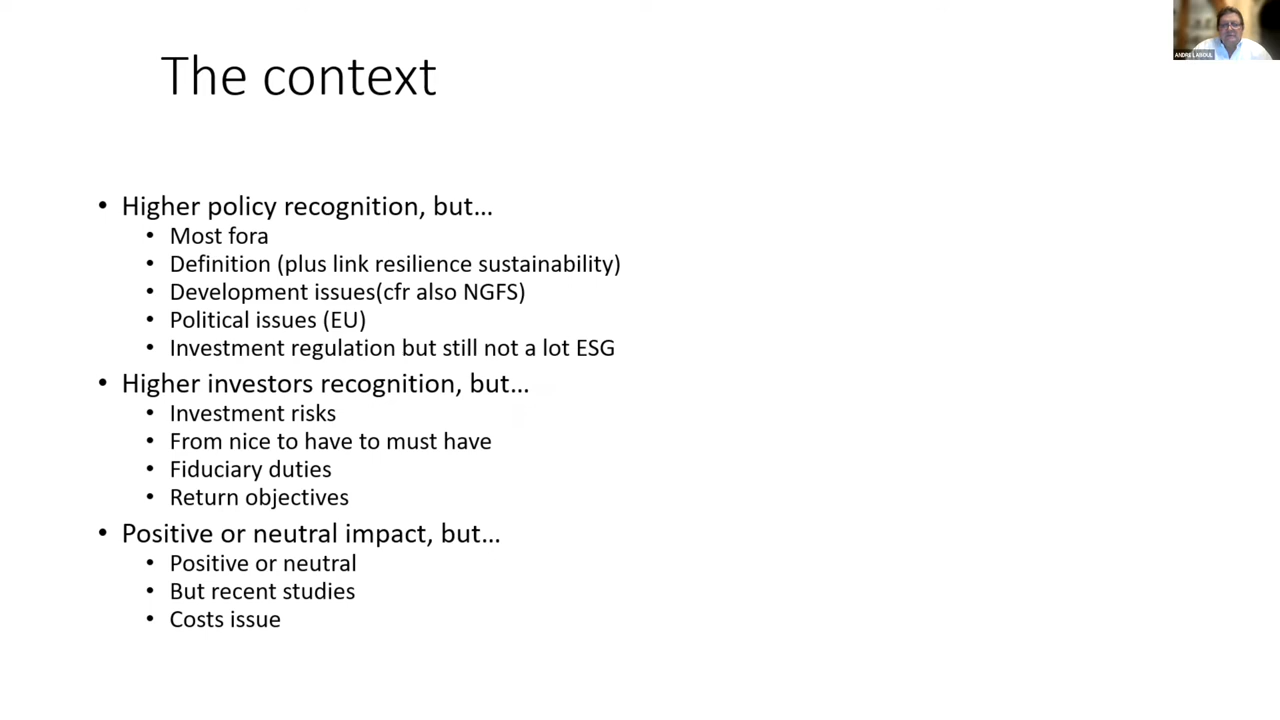 The context
ANDRE LABOUL
• Higher policy recognition, but...
• Most fora
• Definition (plus link resilience sustainability)
• Development issues(cfr also NGFS)
• Political issues (EU)
• Investment regulation but still not a lot ESG
• Higher investors recognition, but...
• Investment risks
• From nice to have to must have
• Fiduciary duties
• Return objectives
• Positive or neutral impact, but...
• Positive or neutral
• But recent studies
• Costs issue